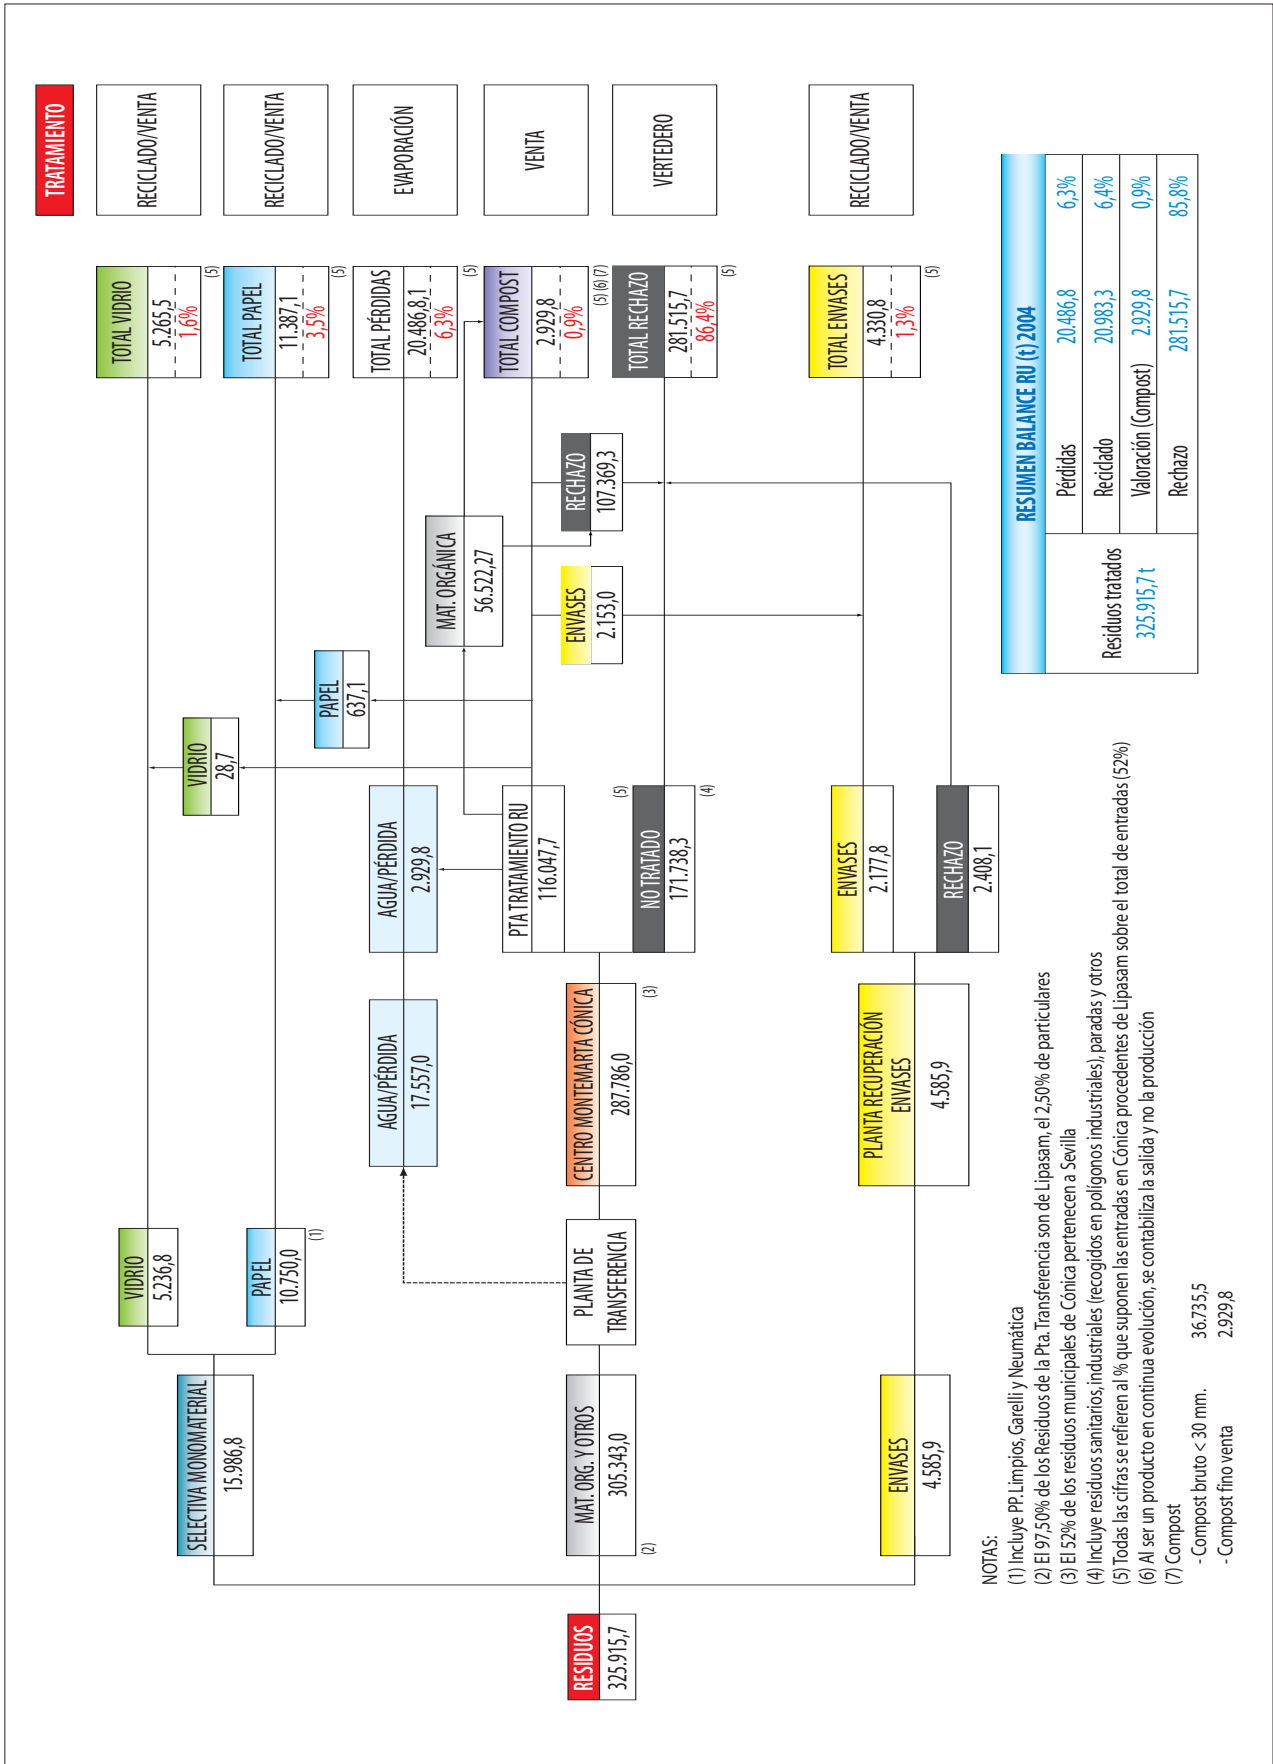 RESIDUOS
325.915,7
SELECTIVA MONOMATERIAL
15.986,8
MAT. ORG. Y OTROS
305.343,0
(2)
ENVASES
4.585,9
VIDRIO
5.236,8
PAPEL
10.750,0
(1)
PLANTA DE
TRANSFERENCIA
AGUA/PÉRDIDA
17.557,0
CENTRO MONTEMARTA CÓNICA
287.786,0
(3)
PLANTA RECUPERACIÓN
ENVASES
4.585,9
AGUA/PÉRDIDA
2.929,8
PTA TRATAMIENTO RU
116.047,7
NO TRATADO
171.738,3
(5)
(4)
ENVASES
2.177,8
RECHAZO
2.408,1
VIDRIO
28,7
PAPEL
637,1
MAT. ORGÁNICA
56.522,27
ENVASES
2.153,0
RECHAZO
107.369,3
TOTAL VIDRIO
5.265,5
1,6%
(5)
TOTAL PAPEL
11.387,1
3,5%
(5)
TOTAL PÉRDIDAS
20.486,8,1
6,3%
(5)
TOTAL COMPOST
2.929,8
0,9%
(5) (6) (7)
TOTAL RECHAZO
281.515,7
86,4%
(5)
TOTAL ENVASES
4.330,8
1,3%
(5)
TRATAMIENTO
RECICLADO/VENTA
RECICLADO/VENTA
EVAPORACIÓN
VENTA
VERTEDERO
RECICLADO/VENTA
NOTAS:
(1) Incluye PP. Limpios, Garelli y Neumática
(2) El 97,50% de los Residuos de la Pta. Transferencia son de Lipasam, el 2,50% de particulares
(3) El 52% de los residuos municipales de Cónica pertenecen a Sevilla
(4) Incluye residuos sanitarios, industriales (recogidos en polígonos industriales), paradas y otros
(5) Todas las cifras se refieren al % que suponen las entradas en Cónica procedentes de Lipasam sobre el total de entradas (52%)
(6) Al ser un producto en continua evolución, se contabiliza la salida y no la producción
(7) Compost
- Compost bruto < 30 mm. 36.735,5
- Compost fino venta 2.929,8
RESUMEN BALANCE RU (t) 2004
Residuos tratados
325.915,7 t
Pérdidas 20.486,8 6,3%
Reciclado 20.983,3 6,4%
Valoración (Compost) 2.929,8 0,9%
Rechazo 281.515,7 85,8%